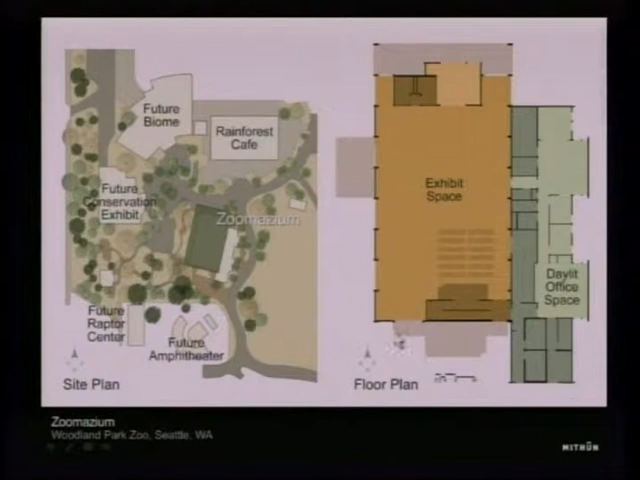 Future
Biome
Rainforest
Cafe
Future
Conservation
Exhibit
Zoomazium
Future
Raptor
Center
Future
Amphitheater
Site Plan
Exhibit
Space
Daylit
Office
Space
Floor Plan
Zoomazium
Woodland Park Zoo, Seattle, WA
MITHŪN